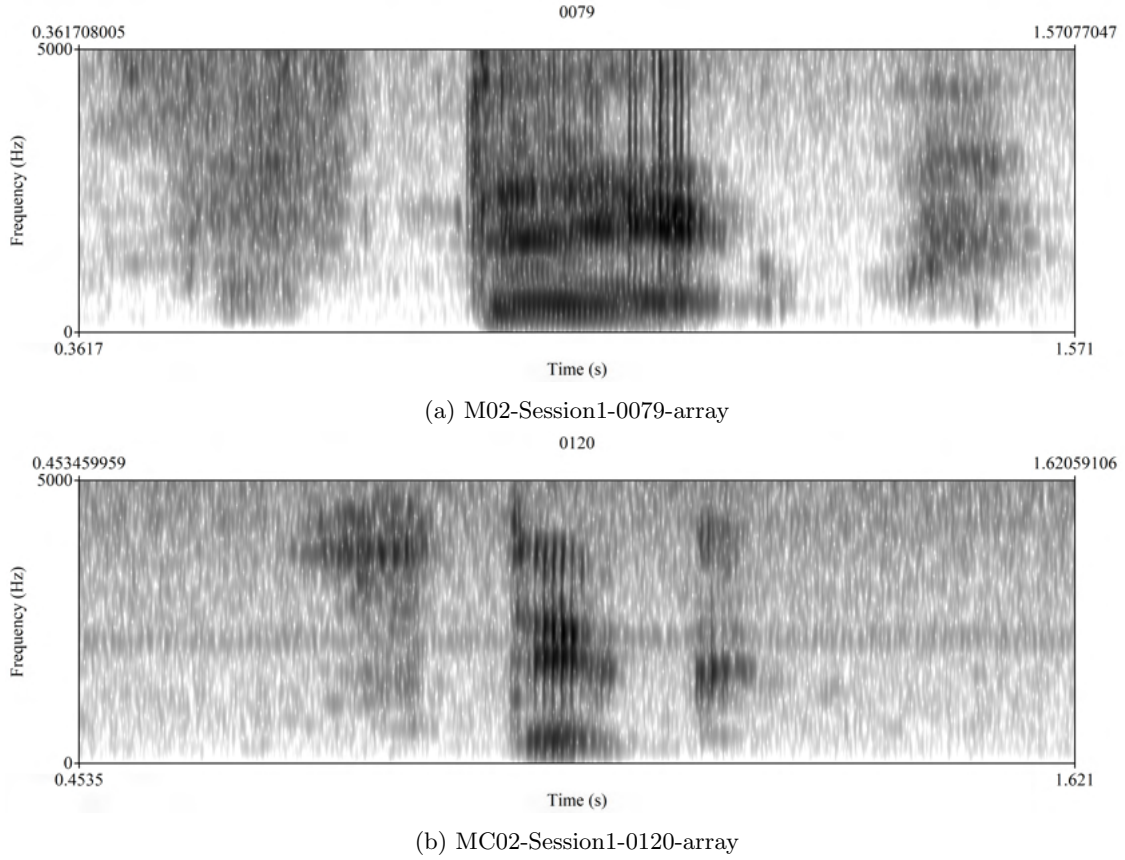 0079
0.361708005 1.57077047
5000
Frequency (Hz)
0
0.3617 1.571
Time (s)
(a) M02-Session1-0079-array
0120
0.453459959 1.62059106
5000
Frequency (Hz)
0
0.4535 1.621
Time (s)
(b) MC02-Session1-0120-array